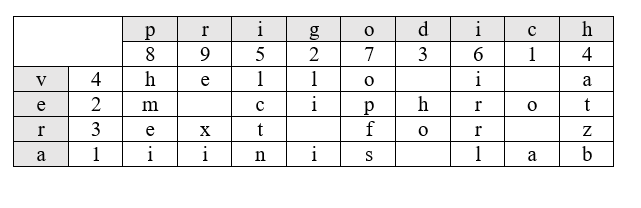 p r i g o d i c h
8 9 5 2 7 3 6 1 4
v 4 h e l l o i a
e 2 m c i p h r o t
r 3 e x t f o r z
a 1 i i n i s l a b